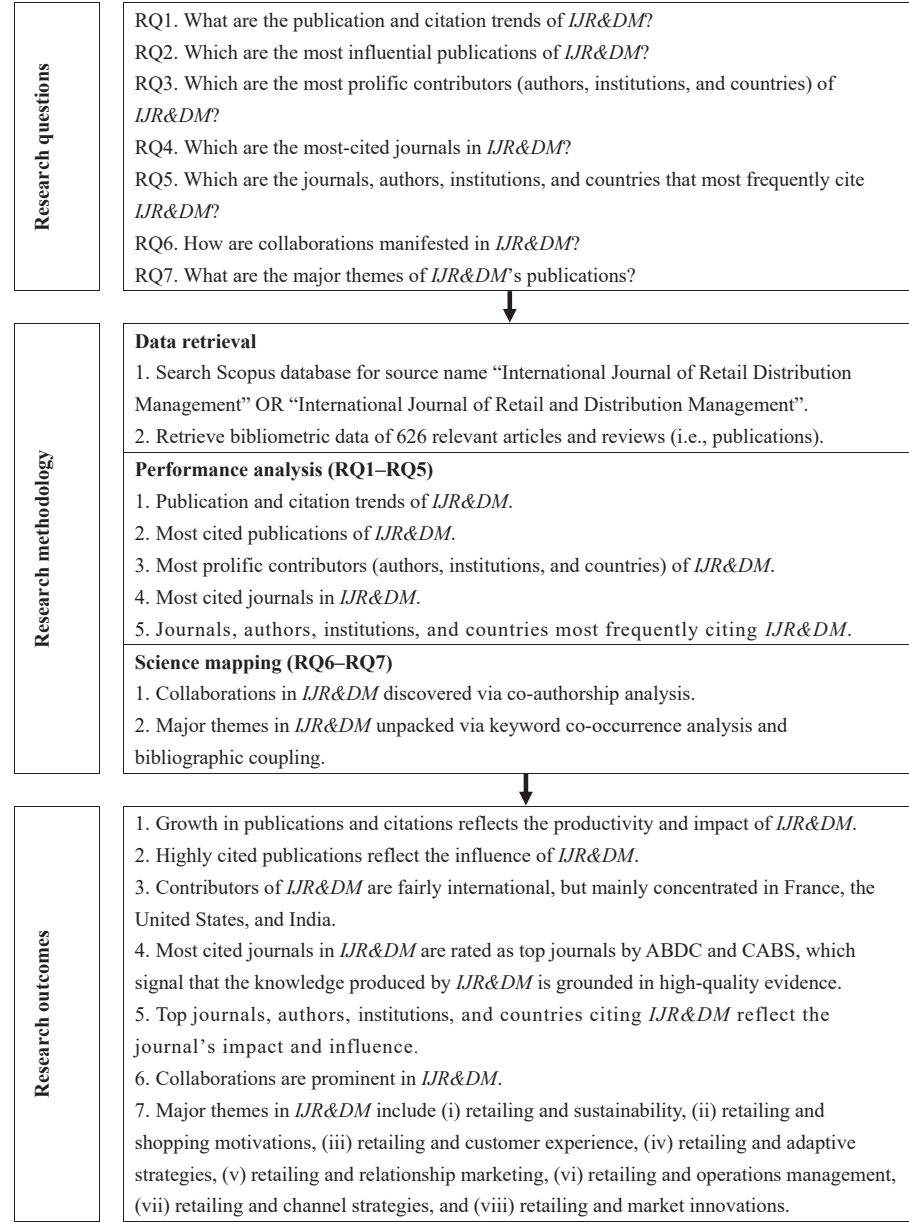 Research questions
RQ1. What are the publication and citation trends of IJR&DM?
RQ2. Which are the most influential publications of IJR&DM?
RQ3. Which are the most prolific contributors (authors, institutions, and countries) of
IJR&DM?
RQ4. Which are the most-cited journals in IJR&DM?
RQ5. Which are the journals, authors, institutions, and countries that most frequently cite
IJR&DM?
RQ6. How are collaborations manifested in IJR&DM?
RQ7. What are the major themes of IJR&DM's publications?
Research methodology
Data retrieval
1. Search Scopus database for source name “International Journal of Retail Distribution
Management” OR “International Journal of Retail and Distribution Management”.
2. Retrieve bibliometric data of 626 relevant articles and reviews (i.e., publications).
Performance analysis (RQ1–RQ5)
1. Publication and citation trends of IJR&DM.
2. Most cited publications of IJR&DM.
3. Most prolific contributors (authors, institutions, and countries) of IJR&DM.
4. Most cited journals in IJR&DM.
5. Journals, authors, institutions, and countries most frequently citing IJR&DM.
Science mapping (RQ6–RQ7)
1. Collaborations in IJR&DM discovered via co-authorship analysis.
2. Major themes in IJR&DM unpacked via keyword co-occurrence analysis and
bibliographic coupling.
Research outcomes
1. Growth in publications and citations reflects the productivity and impact of IJR&DM.
2. Highly cited publications reflect the influence of IJR&DM.
3. Contributors of IJR&DM are fairly international, but mainly concentrated in France, the
United States, and India.
4. Most cited journals in IJR&DM are rated as top journals by ABDC and CABS, which
signal that the knowledge produced by IJR&DM is grounded in high-quality evidence.
5. Top journals, authors, institutions, and countries citing IJR&DM reflect the
journal's impact and influence.
6. Collaborations are prominent in IJR&DM.
7. Major themes in IJR&DM include (i) retailing and sustainability, (ii) retailing and
shopping motivations, (iii) retailing and customer experience, (iv) retailing and adaptive
strategies, (v) retailing and relationship marketing, (vi) retailing and operations management,
(vii) retailing and channel strategies, and (viii) retailing and market innovations.